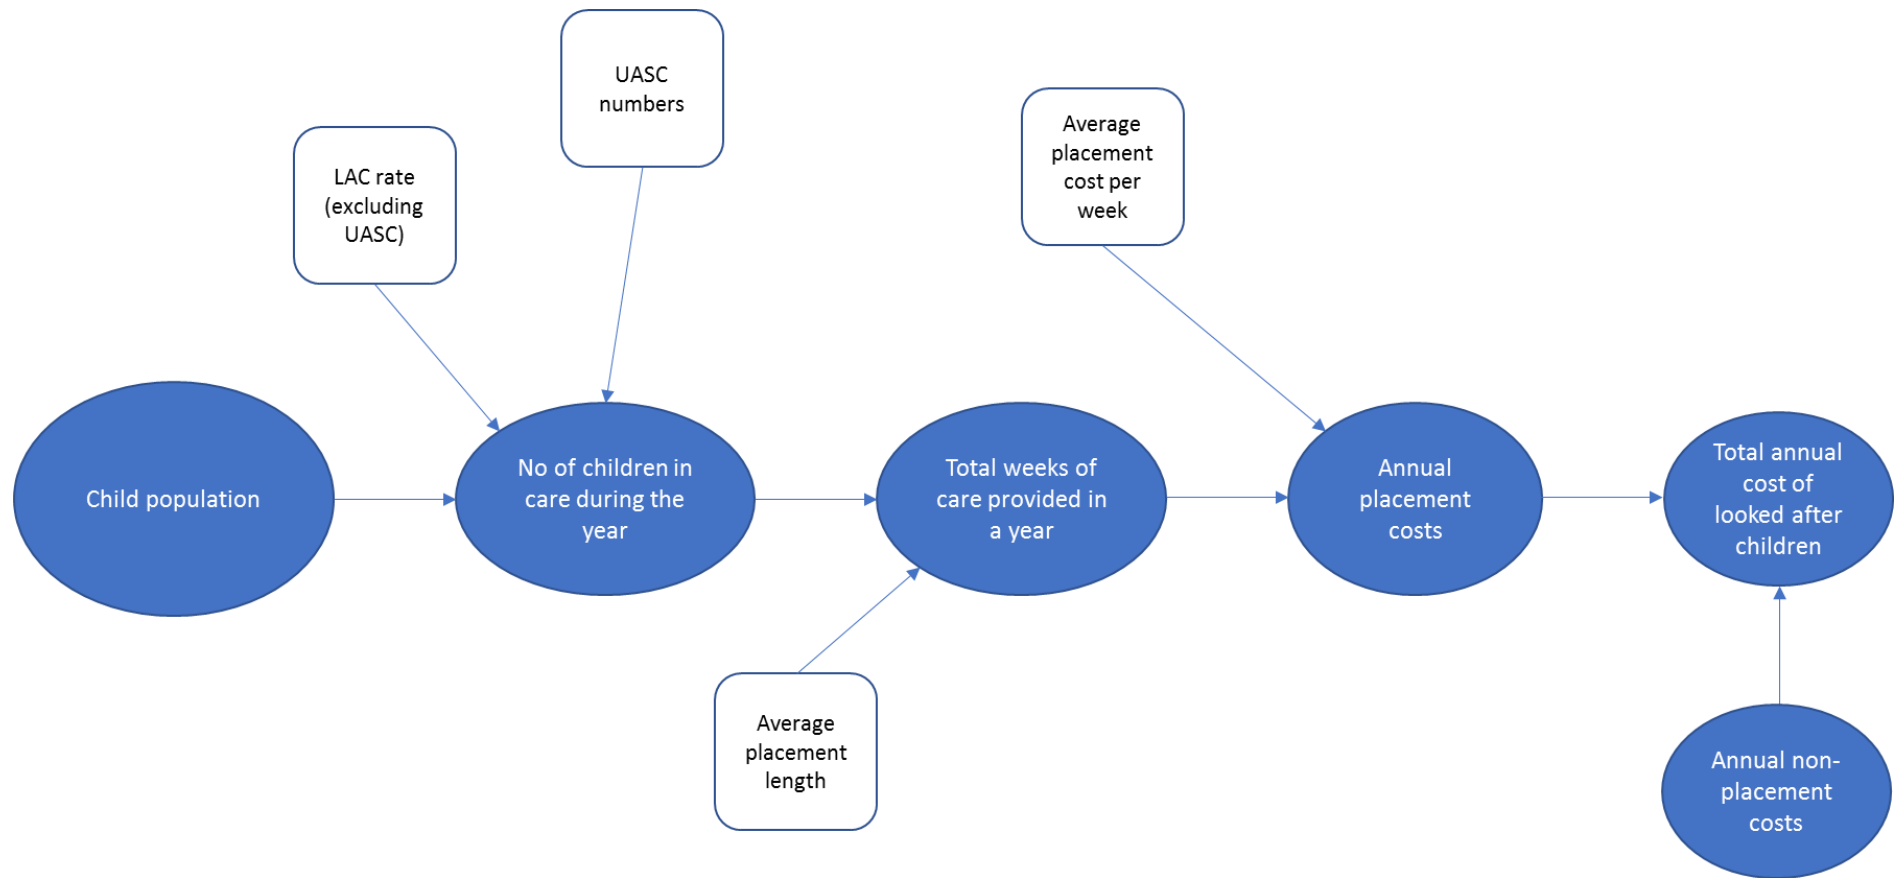 UASC
numbers
LAC rate
(excluding
UASC)
Average
placement
cost per
week
Child population
No of children in
care during the
year
Total weeks of
care provided in
a year
Annual
placement
costs
Total annual
cost of
looked after
children
Average
placement
length
Annual non-
placement
costs